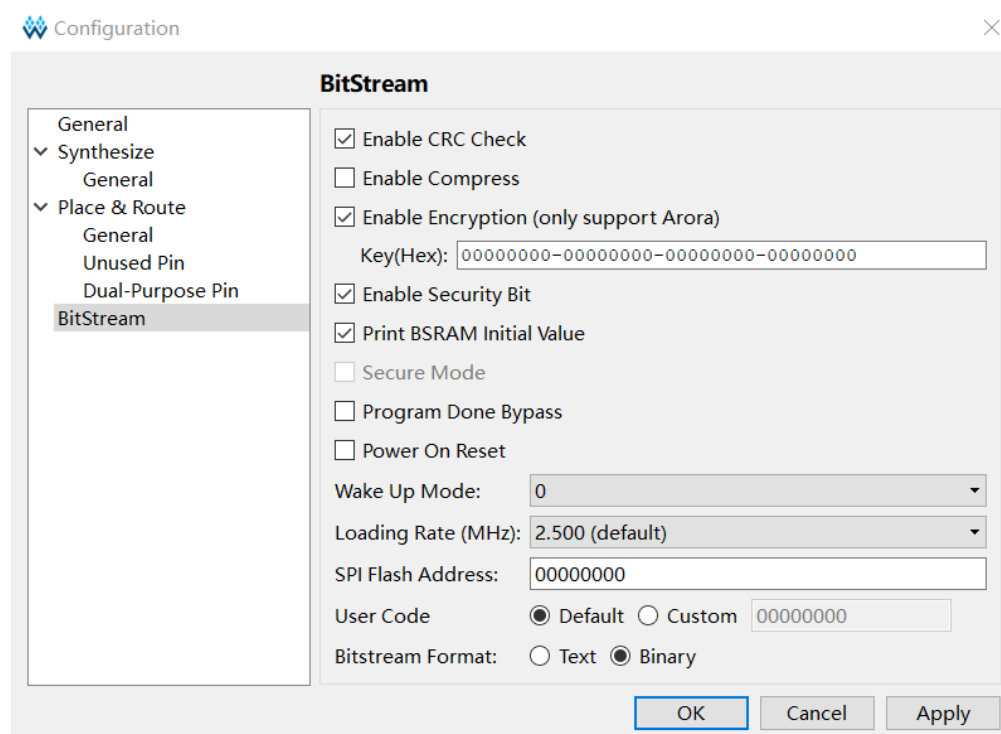 Configuration
BitStream
General
Synthesize
General
Place & Route
General
Unused Pin
Dual-Purpose Pin
BitStream
Enable CRC Check
Enable Compress
Enable Encryption (only support Arora)
Key(Hex): 00000000-00000000-00000000-00000000
Enable Security Bit
Print BSRAM Initial Value
Secure Mode
Program Done Bypass
Power On Reset
Wake Up Mode: 0
Loading Rate (MHz): 2.500 (default)
SPI Flash Address: 00000000
User Code Default Custom 00000000
Bitstream Format: Text Binary
OK Cancel Apply